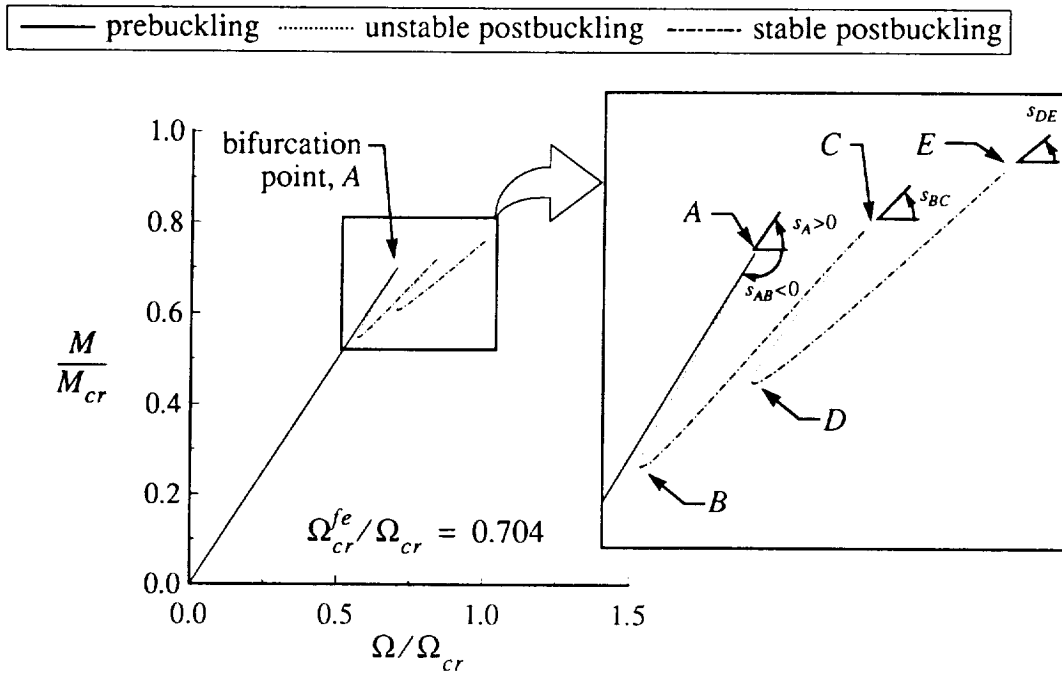 prebuckling unstable postbuckling stable postbuckling
bifurcation
point, A
M
M_cr
1.0
0.8
0.6
0.4
0.2
0.0
0.0 0.5 1.0 1.5
Ω/Ω_cr
Ω^fe_cr/Ω_cr = 0.704
s_DE
E
C
s_BC
A
s_A>0
s_AB<0
D
B